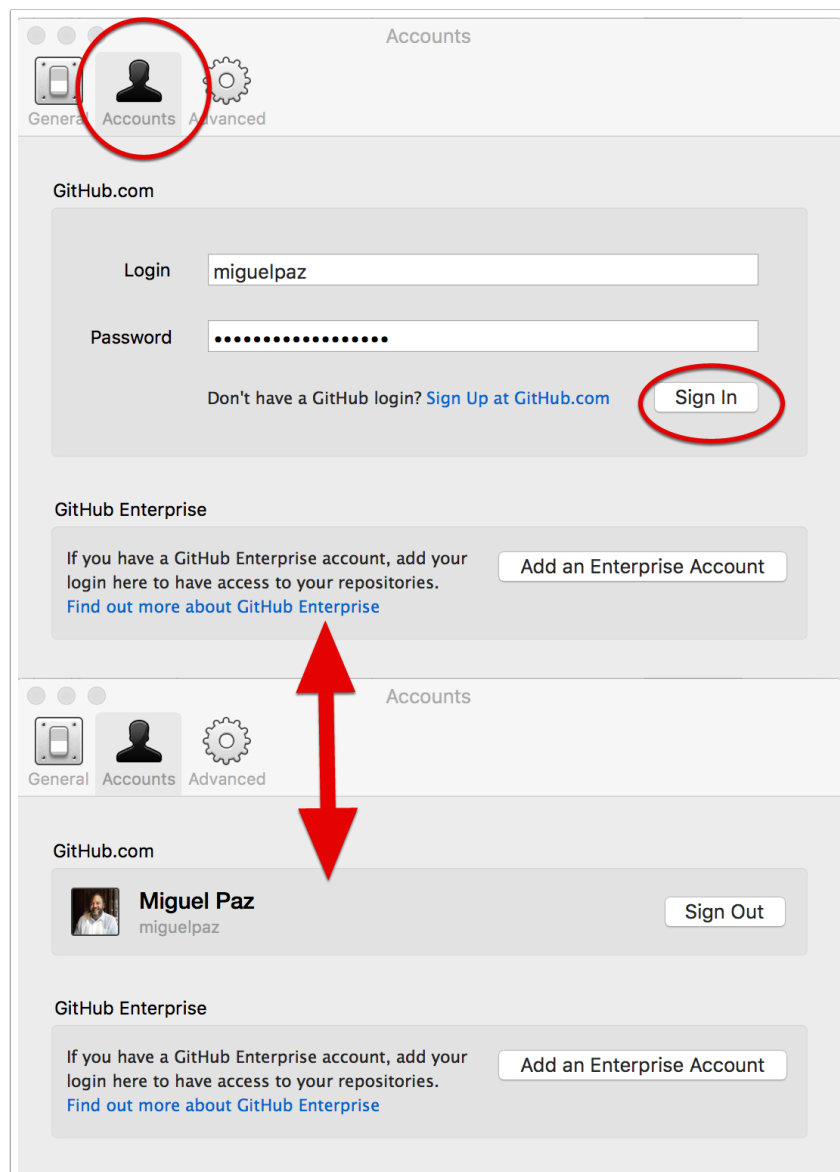 Accounts
General Accounts Advanced
GitHub.com
Login miguelpaz
Password ••••••••••••••••••
Don't have a GitHub login? Sign Up at GitHub.com Sign In
GitHub Enterprise
If you have a GitHub Enterprise account, add your
login here to have access to your repositories.
Find out more about GitHub Enterprise
Add an Enterprise Account
Accounts
General Accounts Advanced
GitHub.com
Miguel Paz
miguelpaz
Sign Out
GitHub Enterprise
If you have a GitHub Enterprise account, add your
login here to have access to your repositories.
Find out more about GitHub Enterprise
Add an Enterprise Account